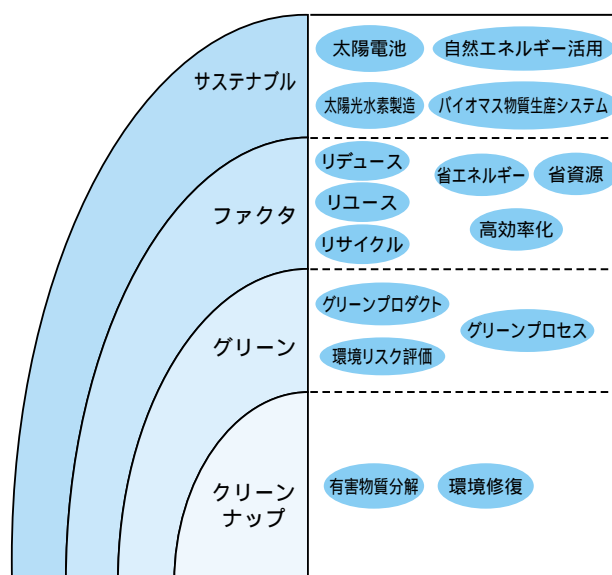 サステナブル
太陽電池
自然エネルギー活用
太陽光水素製造
バイオマス物質生産システム
ファクタ
リデュース
省エネルギー
省資源
リユース
高効率化
リサイクル
グリーン
グリーンプロダクト
グリーンプロセス
環境リスク評価
クリーン
ナップ
有害物質分解
環境修復